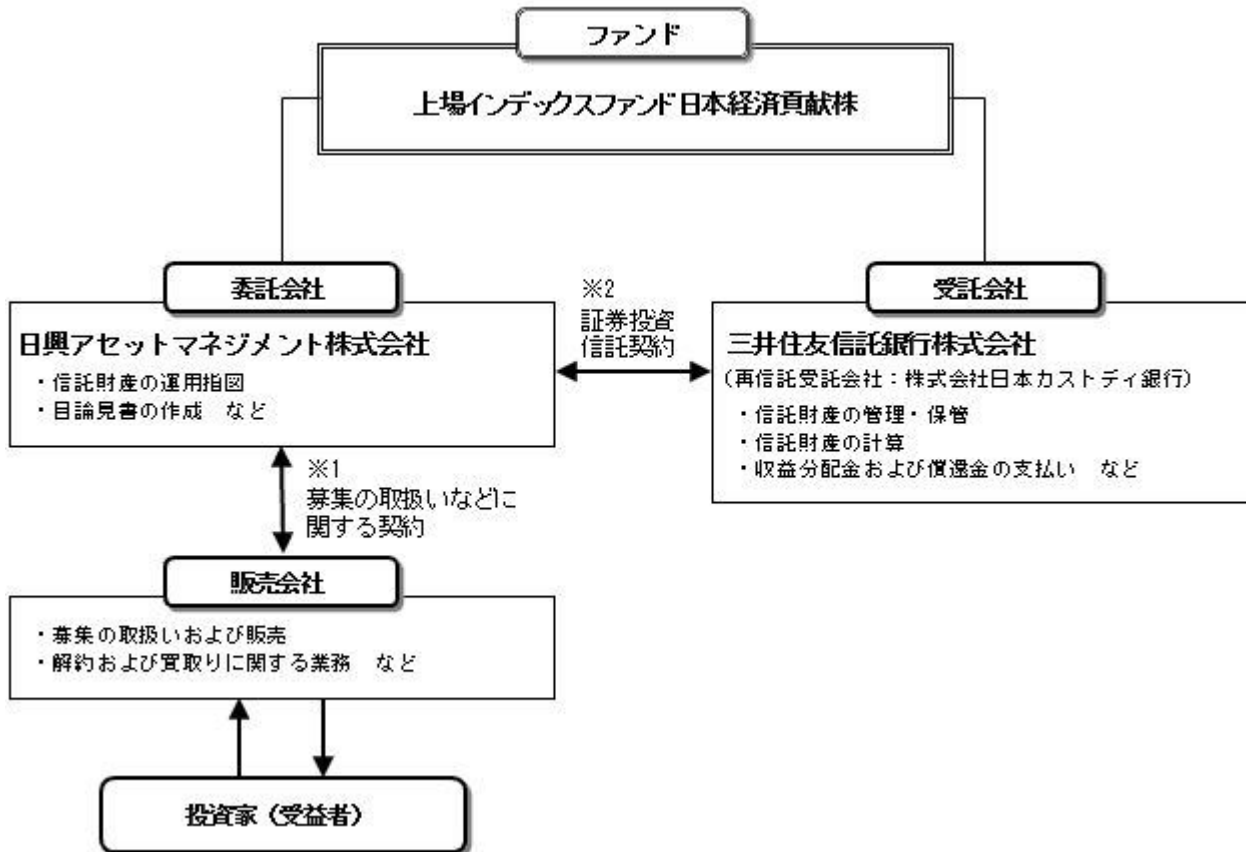 ファンド
上場インデックスファンド日本経済貢献株
委託会社
日興アセットマネジメント株式会社
・信託財産の運用指図
・目論見書の作成　など
※2
証券投資
信託契約
受託会社
三井住友信託銀行株式会社
(再信託受託会社：株式会社日本カストディ銀行)
・信託財産の管理・保管
・信託財産の計算
・収益分配金および償還金の支払い　など
※1
募集の取扱いなどに
関する契約
販売会社
・募集の取扱いおよび販売
・解約および買取りに関する業務　など
投資家（受益者）